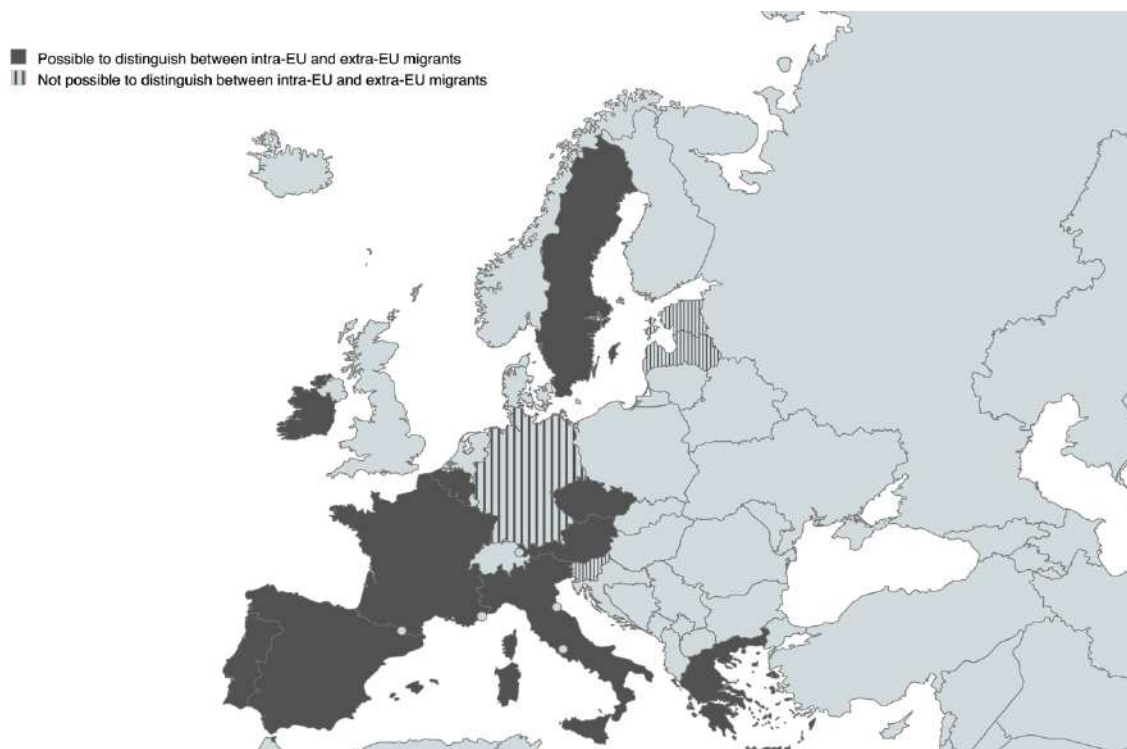 Possible to distinguish between intra-EU and extra-EU migrants
Not possible to distinguish between intra-EU and extra-EU migrants